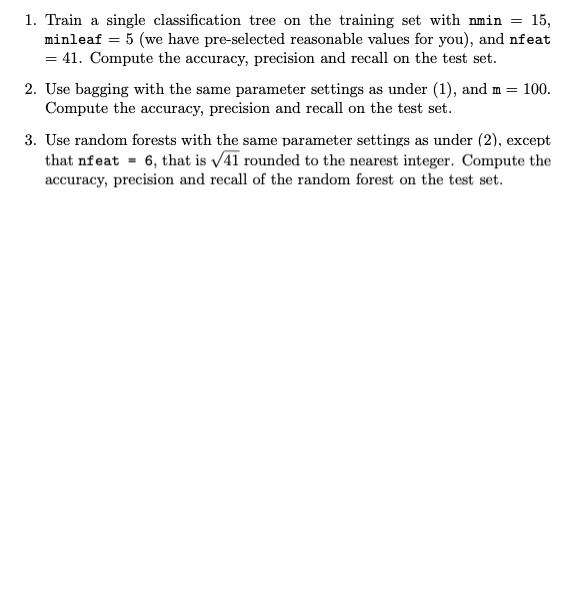 1. Train a single classification tree on the training set with nmin = 15,
minleaf = 5 (we have pre-selected reasonable values for you), and nfeat
= 41. Compute the accuracy, precision and recall on the test set.
2. Use bagging with the same parameter settings as under (1), and m = 100.
Compute the accuracy, precision and recall on the test set.
3. Use random forests with the same parameter settings as under (2), except
that nfeat = 6, that is √41 rounded to the nearest integer. Compute the
accuracy, precision and recall of the random forest on the test set.